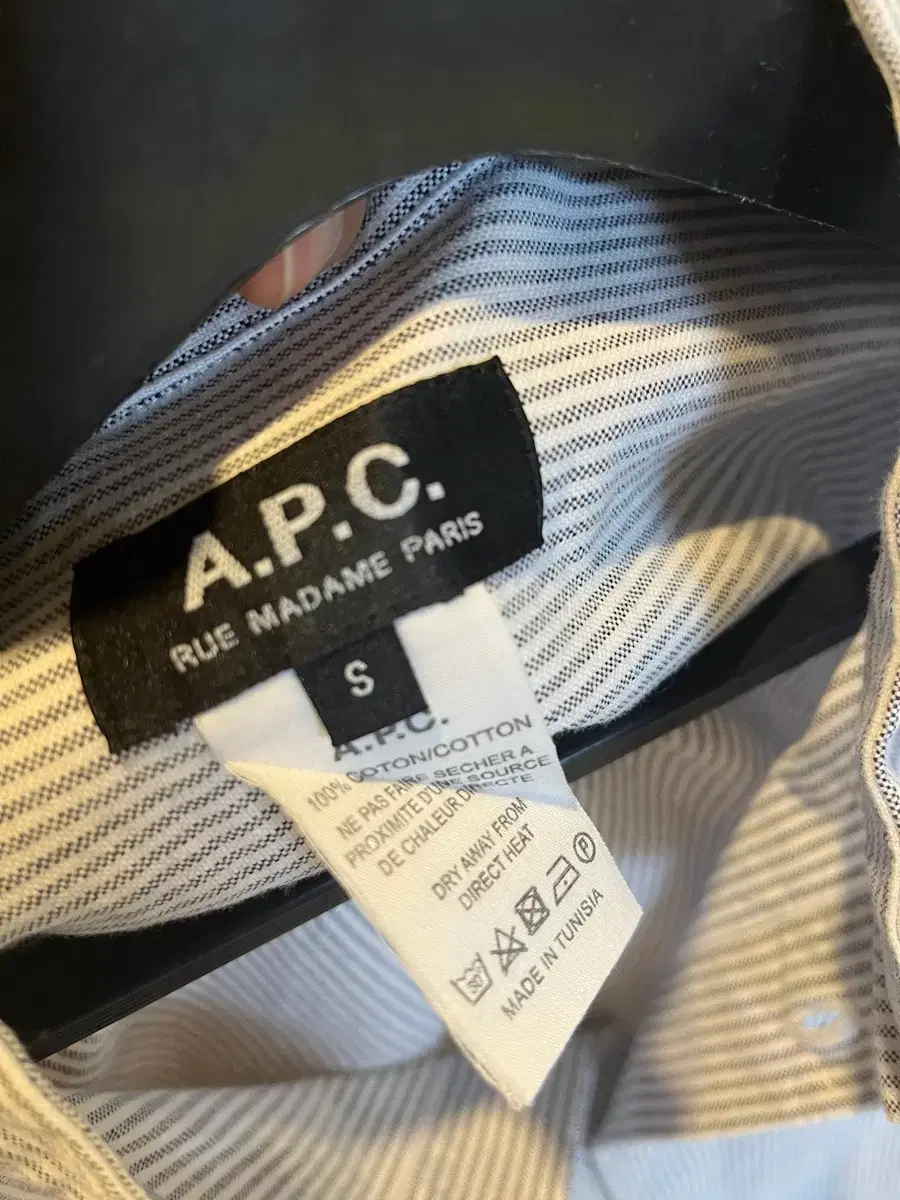 A.P.C.
RUE MADAME PARIS
S
A.P.C.
100% COTON/COTTON
NE PAS FAIRE SECHER A
PROXIMITE D'UNE SOURCE
DE CHALEUR DIRECTE
DRY AWAY FROM
DIRECT HEAT
30
P
MADE IN TUNISIA